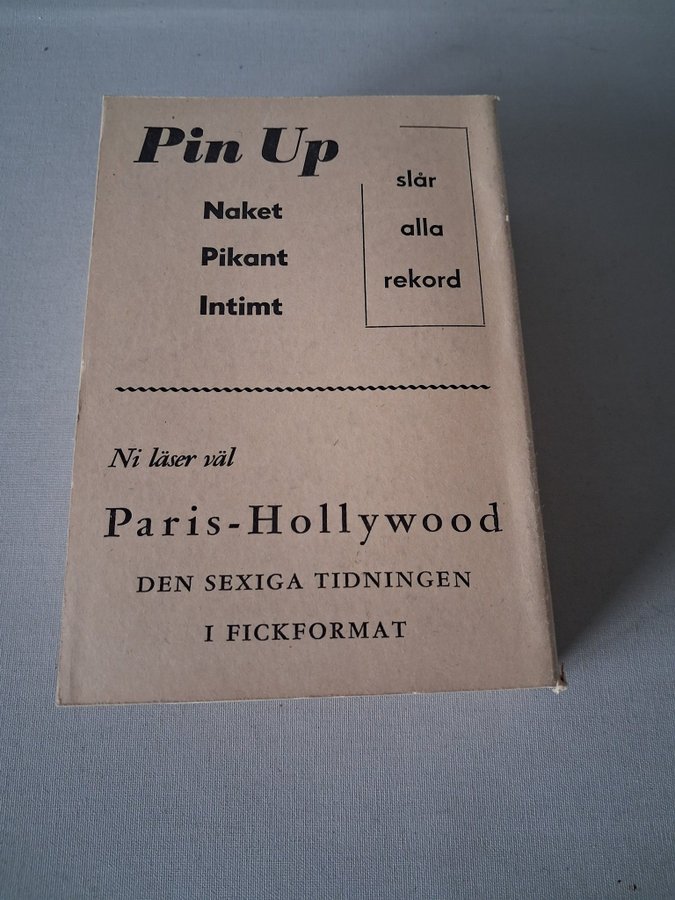 Pin Up
Naket
Pikant
Intimt
slår
alla
rekord
Ni läser väl
Paris-Hollywood
DEN SEXIGA TIDNINGEN
I FICKFORMAT